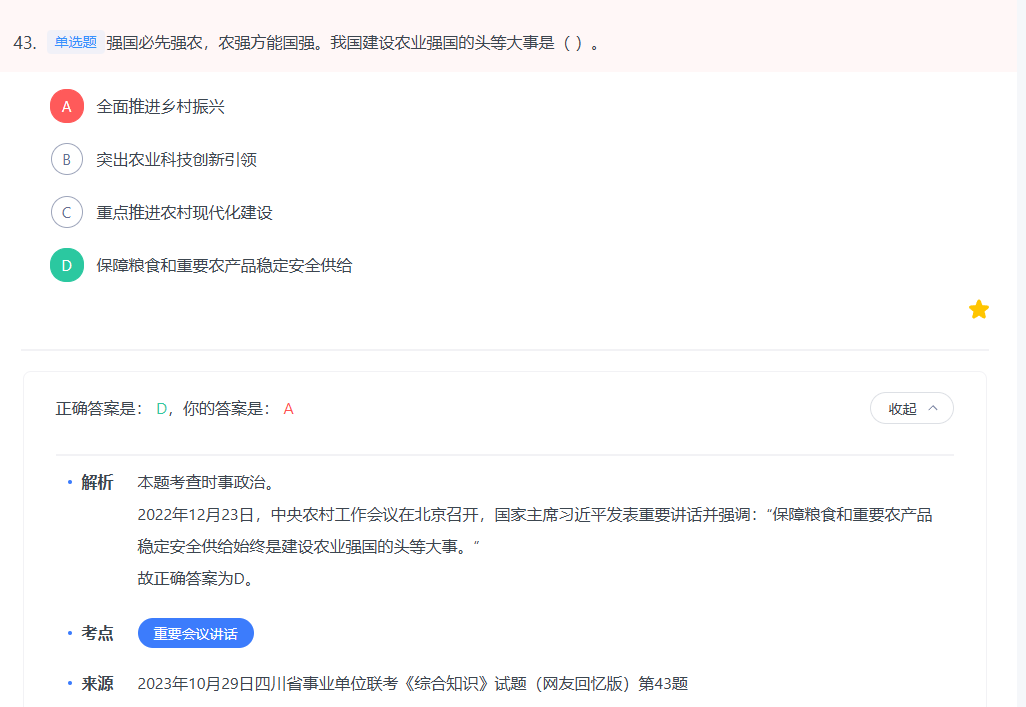 43. 单选题 强国必先强农，农强方能国强。我国建设农业强国的头等大事是（ ）。
A 全面推进乡村振兴
B 突出农业科技创新引领
C 重点推进农村现代化建设
D 保障粮食和重要农产品稳定安全供给
正确答案是： D，你的答案是： A
收起
解析 本题考查时事政治。
2022年12月23日，中央农村工作会议在北京召开，国家主席习近平发表重要讲话并强调：“保障粮食和重要农产品
稳定安全供给始终是建设农业强国的头等大事。”
故正确答案为D。
考点 重要会议讲话
来源 2023年10月29日四川省事业单位联考《综合知识》试题（网友回忆版）第43题